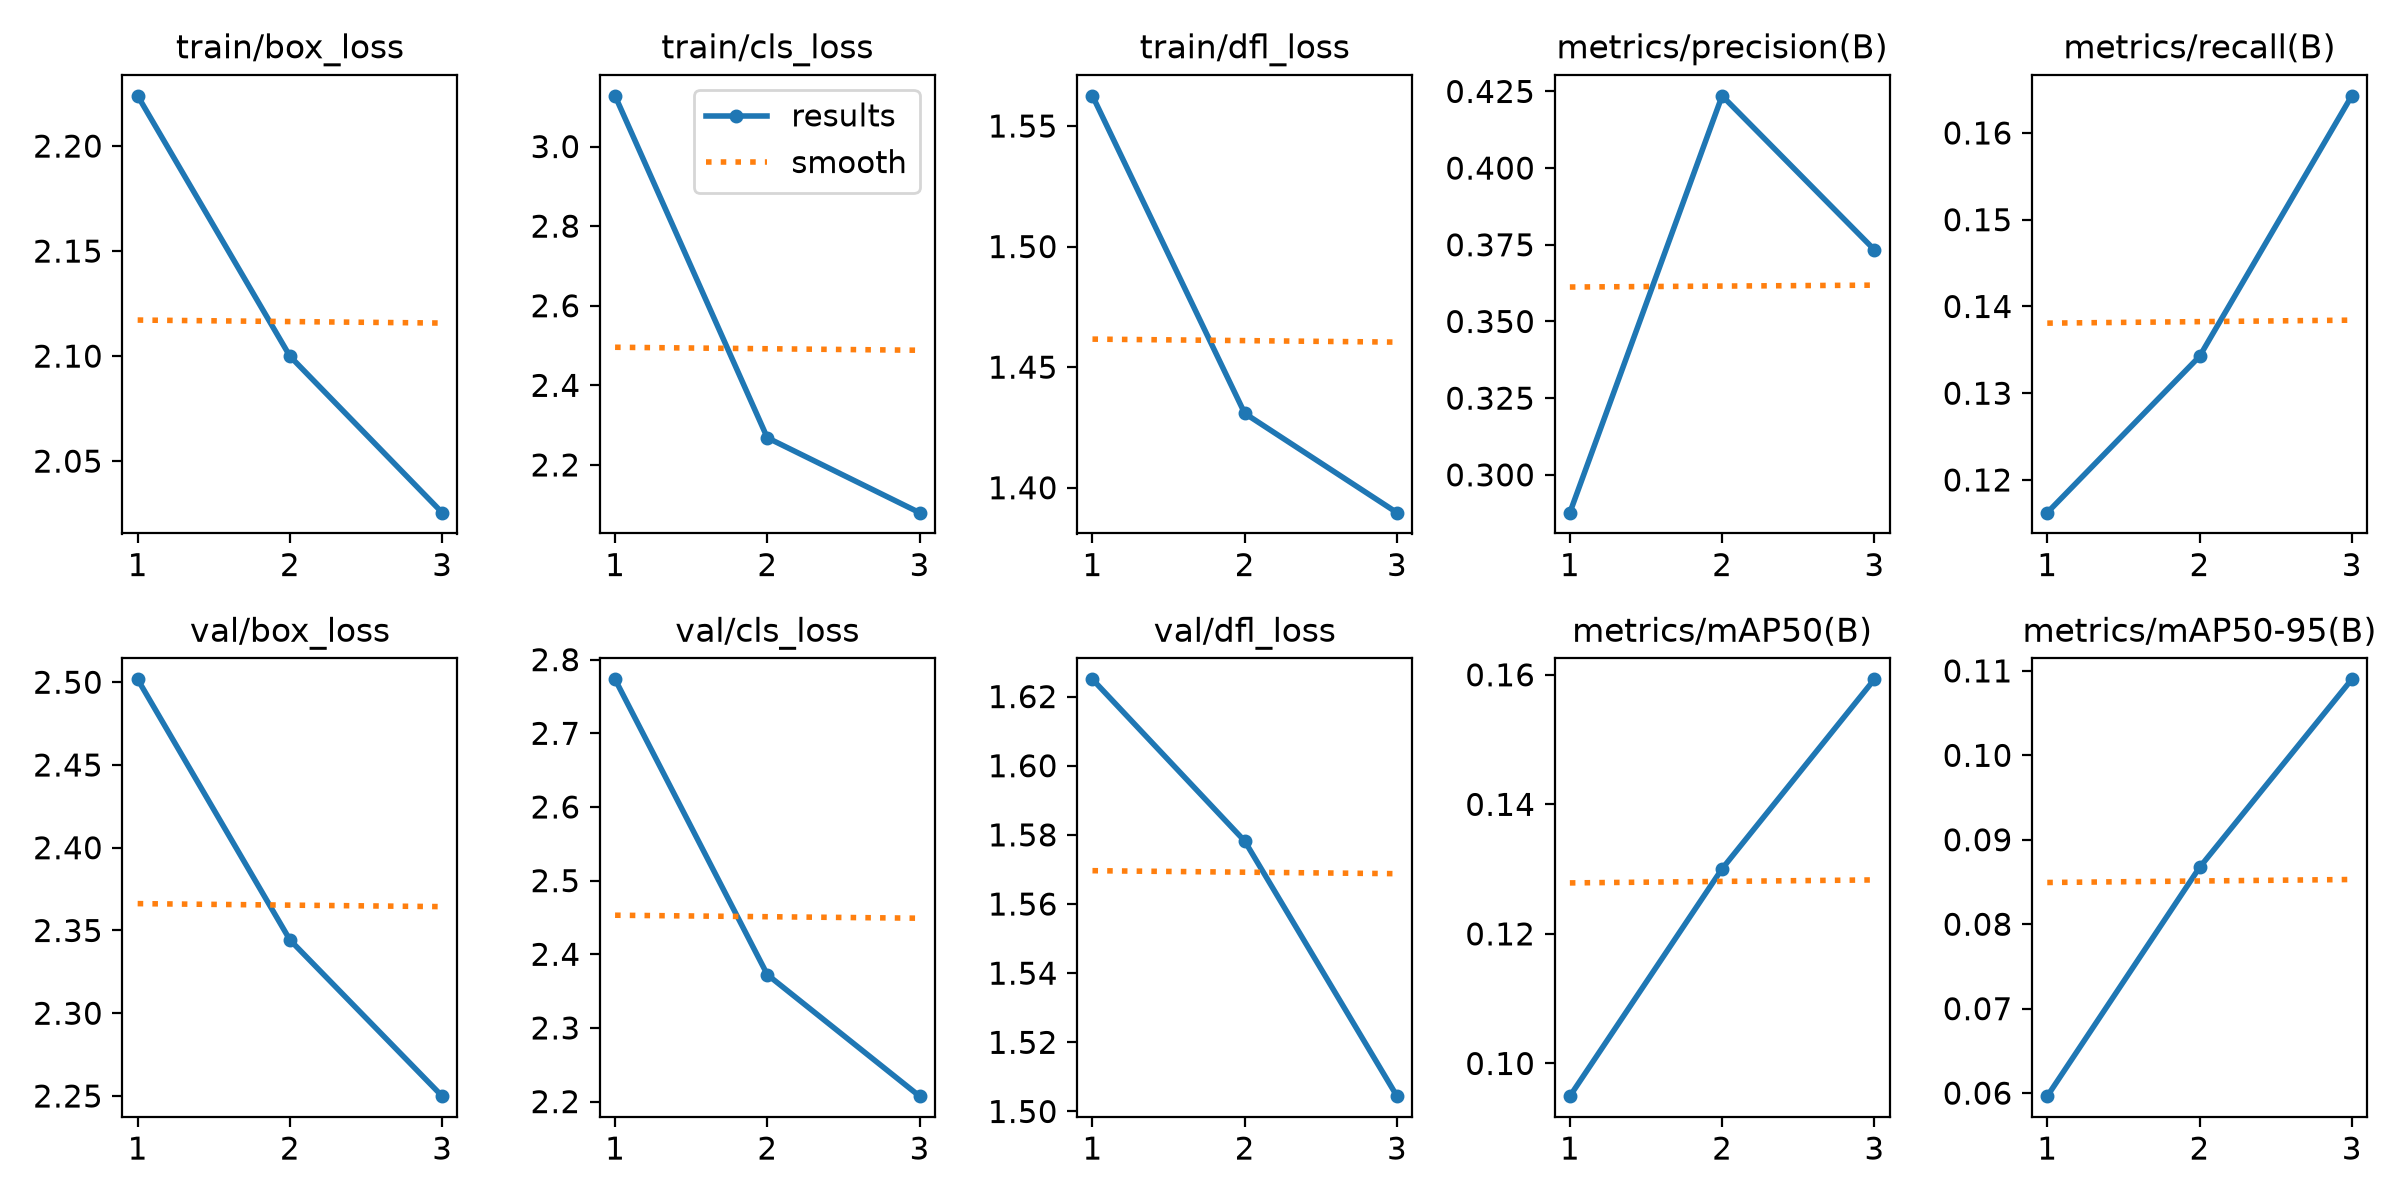 train/box_loss
train/cls_loss
train/dfl_loss
metrics/precision(B)
metrics/recall(B)
2.20
2.15
2.10
2.05
1 2 3
3.0
2.8
2.6
2.4
2.2
1 2 3
results
smooth
1.55
1.50
1.45
1.40
1 2 3
0.425
0.400
0.375
0.350
0.325
0.300
1 2 3
0.16
0.15
0.14
0.13
0.12
1 2 3
val/box_loss
val/cls_loss
val/dfl_loss
metrics/mAP50(B)
metrics/mAP50-95(B)
2.50
2.45
2.40
2.35
2.30
2.25
1 2 3
2.8
2.7
2.6
2.5
2.4
2.3
2.2
1 2 3
1.62
1.60
1.58
1.56
1.54
1.52
1.50
1 2 3
0.16
0.14
0.12
0.10
1 2 3
0.11
0.10
0.09
0.08
0.07
0.06
1 2 3